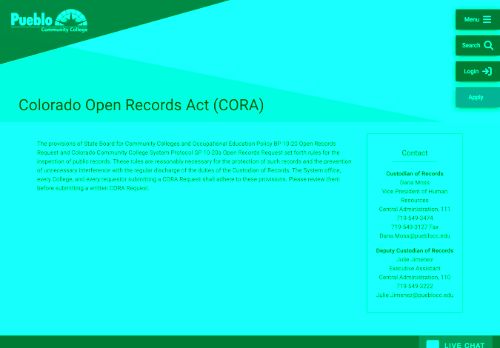 Pueblo
Community College
Menu
Search
Login
Apply
Colorado Open Records Act (CORA)
The provisions of State Board for Community Colleges and Occupational Education Policy BP 19-20 Open Records
Request and Colorado Community College System Protocol SP 10-20a Open Records Request set forth rules for the
inspection of public records. These rules are reasonably necessary for the protection of such records and the prevention
of unnecessary interference with the regular discharge of the duties of the Custodian of Records. The System office,
every College, and every requestor submitting a CORA Request shall adhere to these provisions. Please review them
before submitting a written CORA Request.
Contact
Custodian of Records
Dana Moss
Vice President of Human
Resources
Central Administration, 111
719-549-3474
719-543-3127 Fax
Dana.Moss@pueblocc.edu
Deputy Custodian of Records
Julie Jimenez
Executive Assistant
Central Administration, 110
719-549-2222
Julie.Jimenez@pueblocc.edu
LIVE CHAT